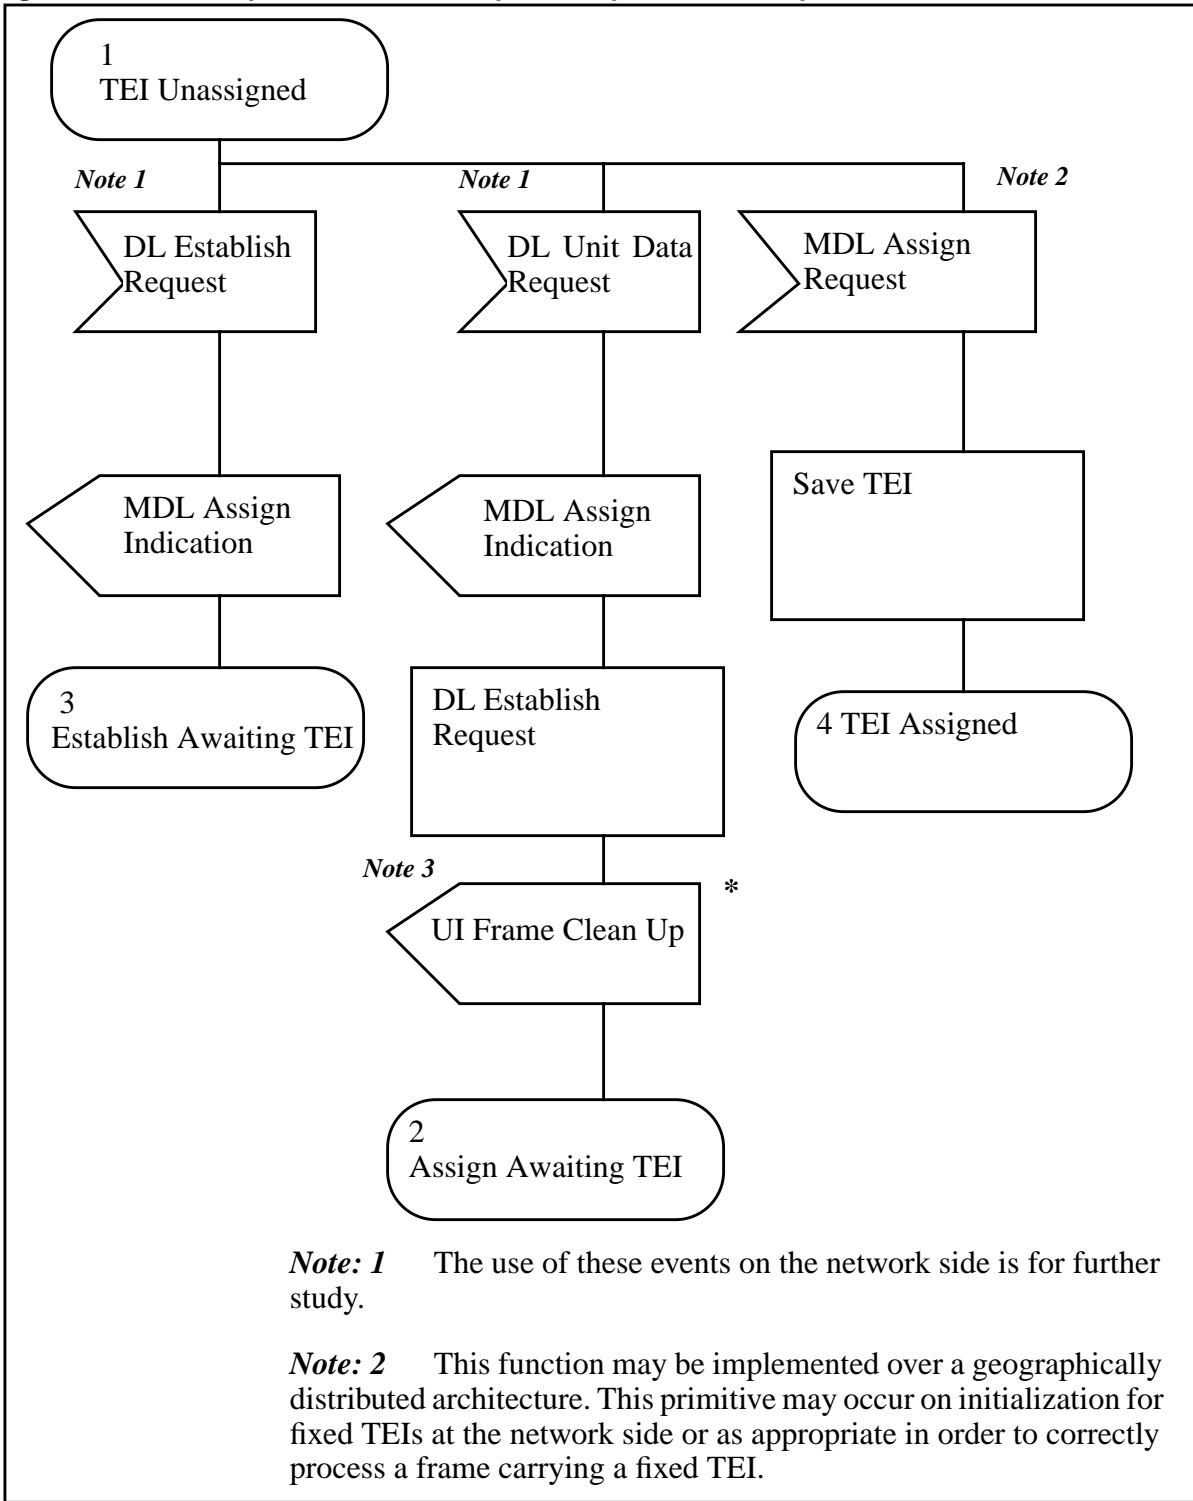 1
TEI Unassigned
Note 1
Note 1
Note 2
DL Establish
Request
DL Unit Data
Request
MDL Assign
Request
MDL Assign
Indication
MDL Assign
Indication
Save TEI
3
Establish Awaiting TEI
DL Establish
Request
4 TEI Assigned
Note 3
*
UI Frame Clean Up
2
Assign Awaiting TEI
Note: 1 The use of these events on the network side is for further
study.
Note: 2 This function may be implemented over a geographically
distributed architecture. This primitive may occur on initialization for
fixed TEIs at the network side or as appropriate in order to correctly
process a frame carrying a fixed TEI.